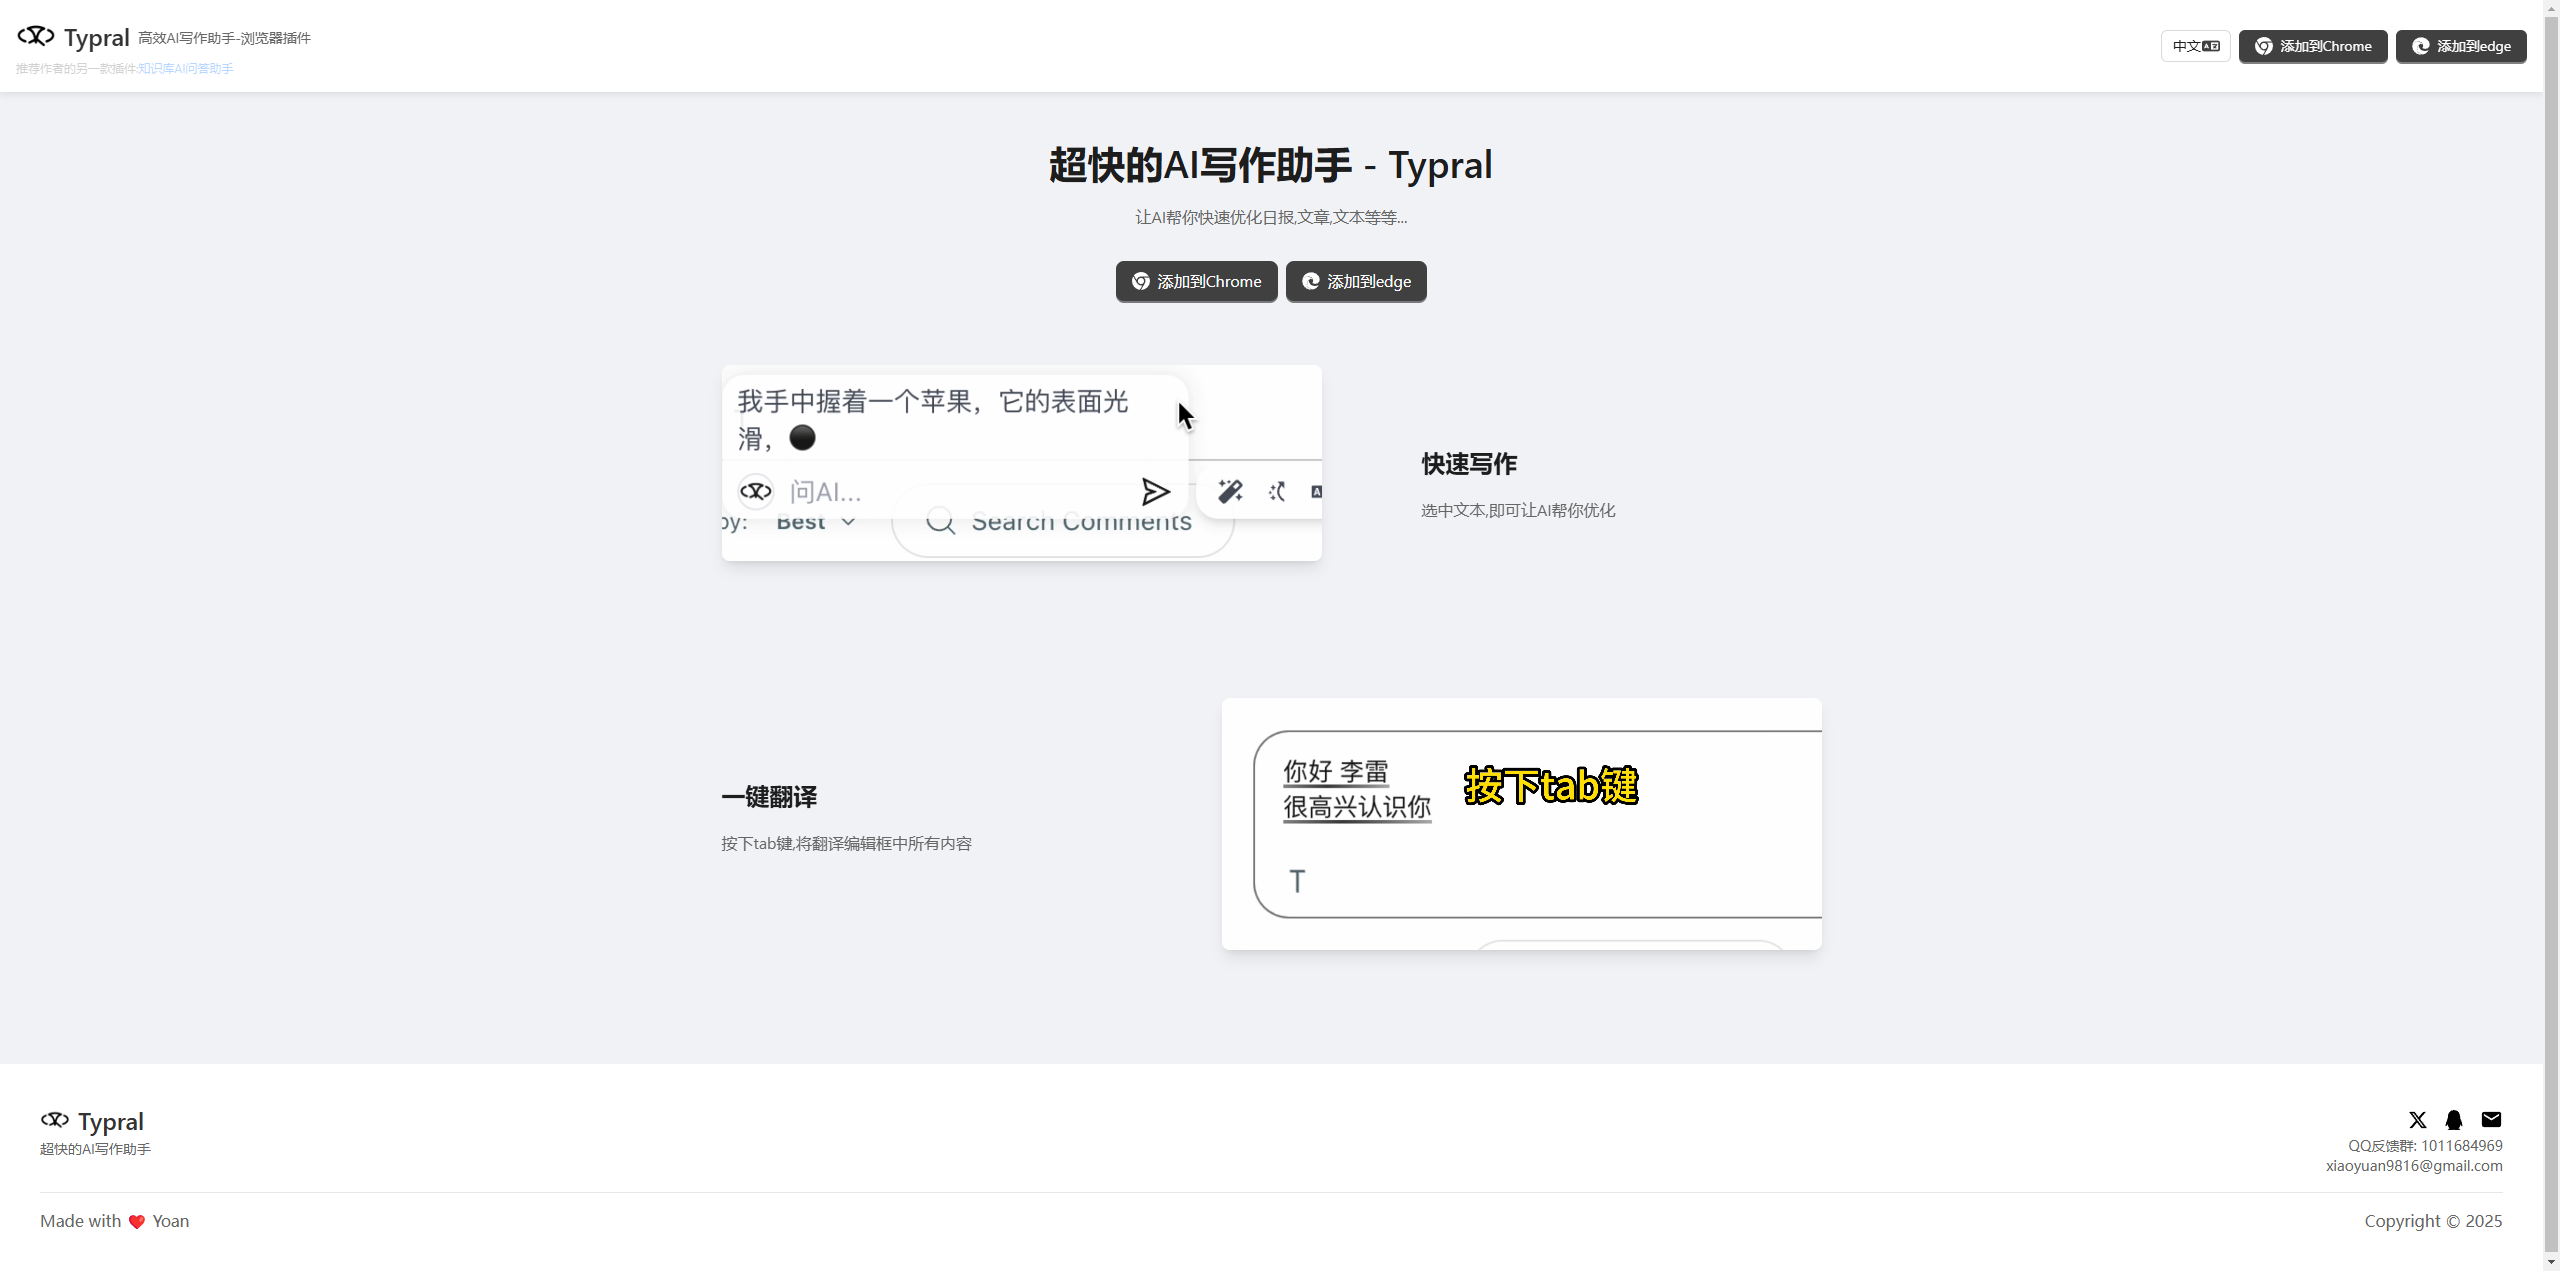 Typral 高效AI写作助手-浏览器插件
推荐作者的另一款插件:知识库AI问答助手
中文
添加到Chrome
添加到edge
超快的AI写作助手 - Typral
让AI帮你快速优化日报,文章,文本等等...
添加到Chrome
添加到edge
我手中握着一个苹果，它的表面光
滑，
问AI...
by: Best
Search Comments
快速写作
选中文本,即可让AI帮你优化
一键翻译
按下tab键,将翻译编辑框中所有内容
你好 李雷
很高兴认识你
按下tab键
T
Typral
超快的AI写作助手
QQ反馈群: 1011684969
xiaoyuan9816@gmail.com
Made with ❤️ Yoan
Copyright © 2025